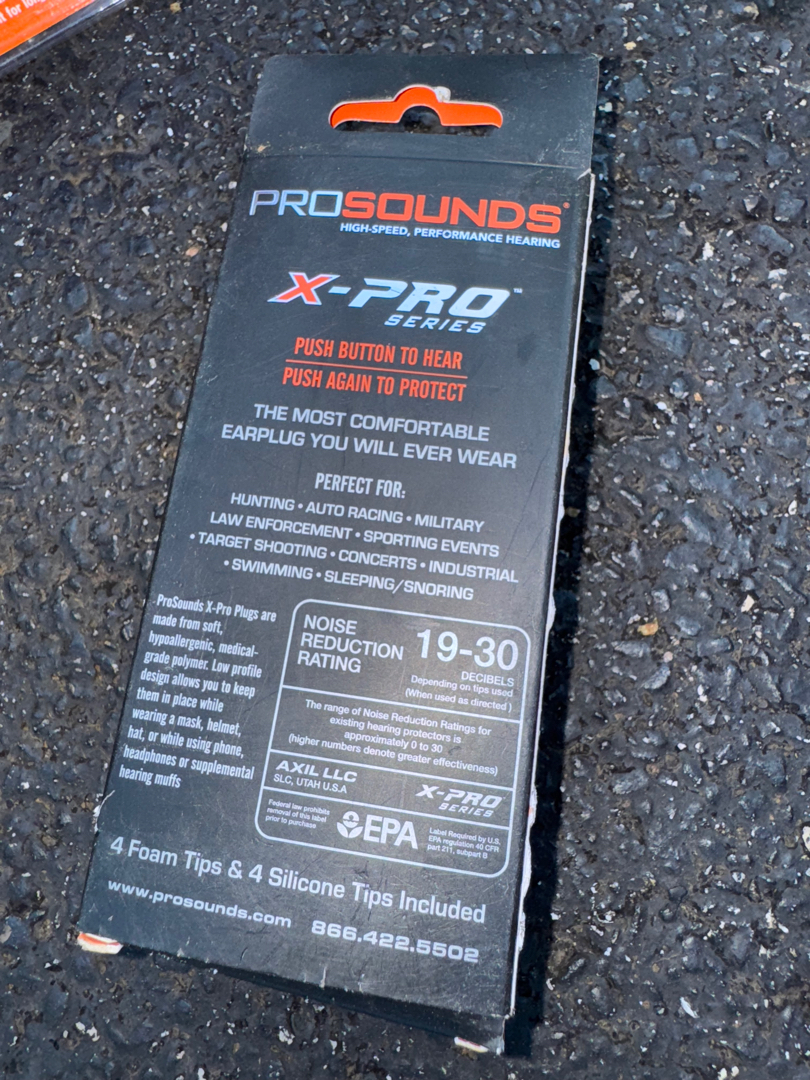 t for long
PROSOUNDS®
HIGH-SPEED, PERFORMANCE HEARING
X-PRO™
SERIES
PUSH BUTTON TO HEAR
PUSH AGAIN TO PROTECT
THE MOST COMFORTABLE
EARPLUG YOU WILL EVER WEAR
PERFECT FOR:
HUNTING • AUTO RACING • MILITARY
LAW ENFORCEMENT • SPORTING EVENTS
• TARGET SHOOTING • CONCERTS • INDUSTRIAL
• SWIMMING • SLEEPING/SNORING
ProSounds X-Pro Plugs are
made from soft,
hypoallergenic, medical-
grade polymer. Low profile
design allows you to keep
them in place while
wearing a mask, helmet,
hat, or while using phone,
headphones or supplemental
hearing muffs
NOISE
REDUCTION
RATING
19-30
DECIBELS
Depending on tips used
(When used as directed)
The range of Noise Reduction Ratings for
existing hearing protectors is
approximately 0 to 30
(higher numbers denote greater effectiveness)
AXIL LLC
SLC, UTAH U.S.A
X-PRO
SERIES
Federal law prohibits
removal of this label
prior to purchase
EPA
Label Required by U.S.
EPA regulation 40 CFR
part 211, subpart B
4 Foam Tips & 4 Silicone Tips Included
www.prosounds.com 866.422.5502